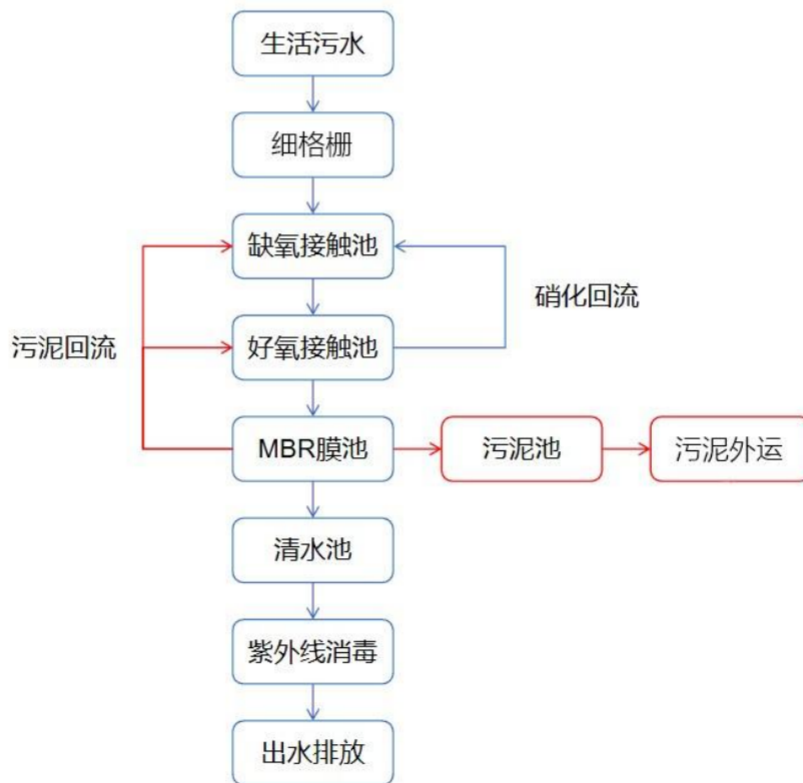 生活污水
细格栅
缺氧接触池
硝化回流
污泥回流
好氧接触池
MBR膜池
污泥池
污泥外运
清水池
紫外线消毒
出水排放